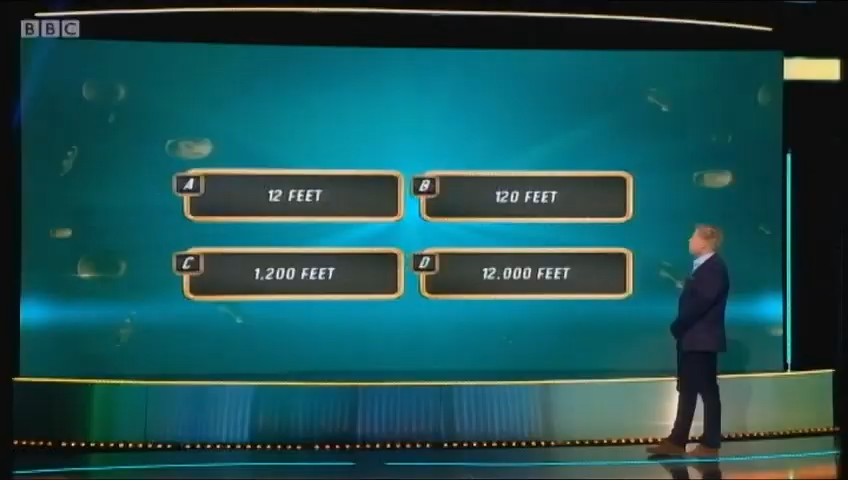 BBC
A 12 FEET
B 120 FEET
C 1,200 FEET
D 12,000 FEET